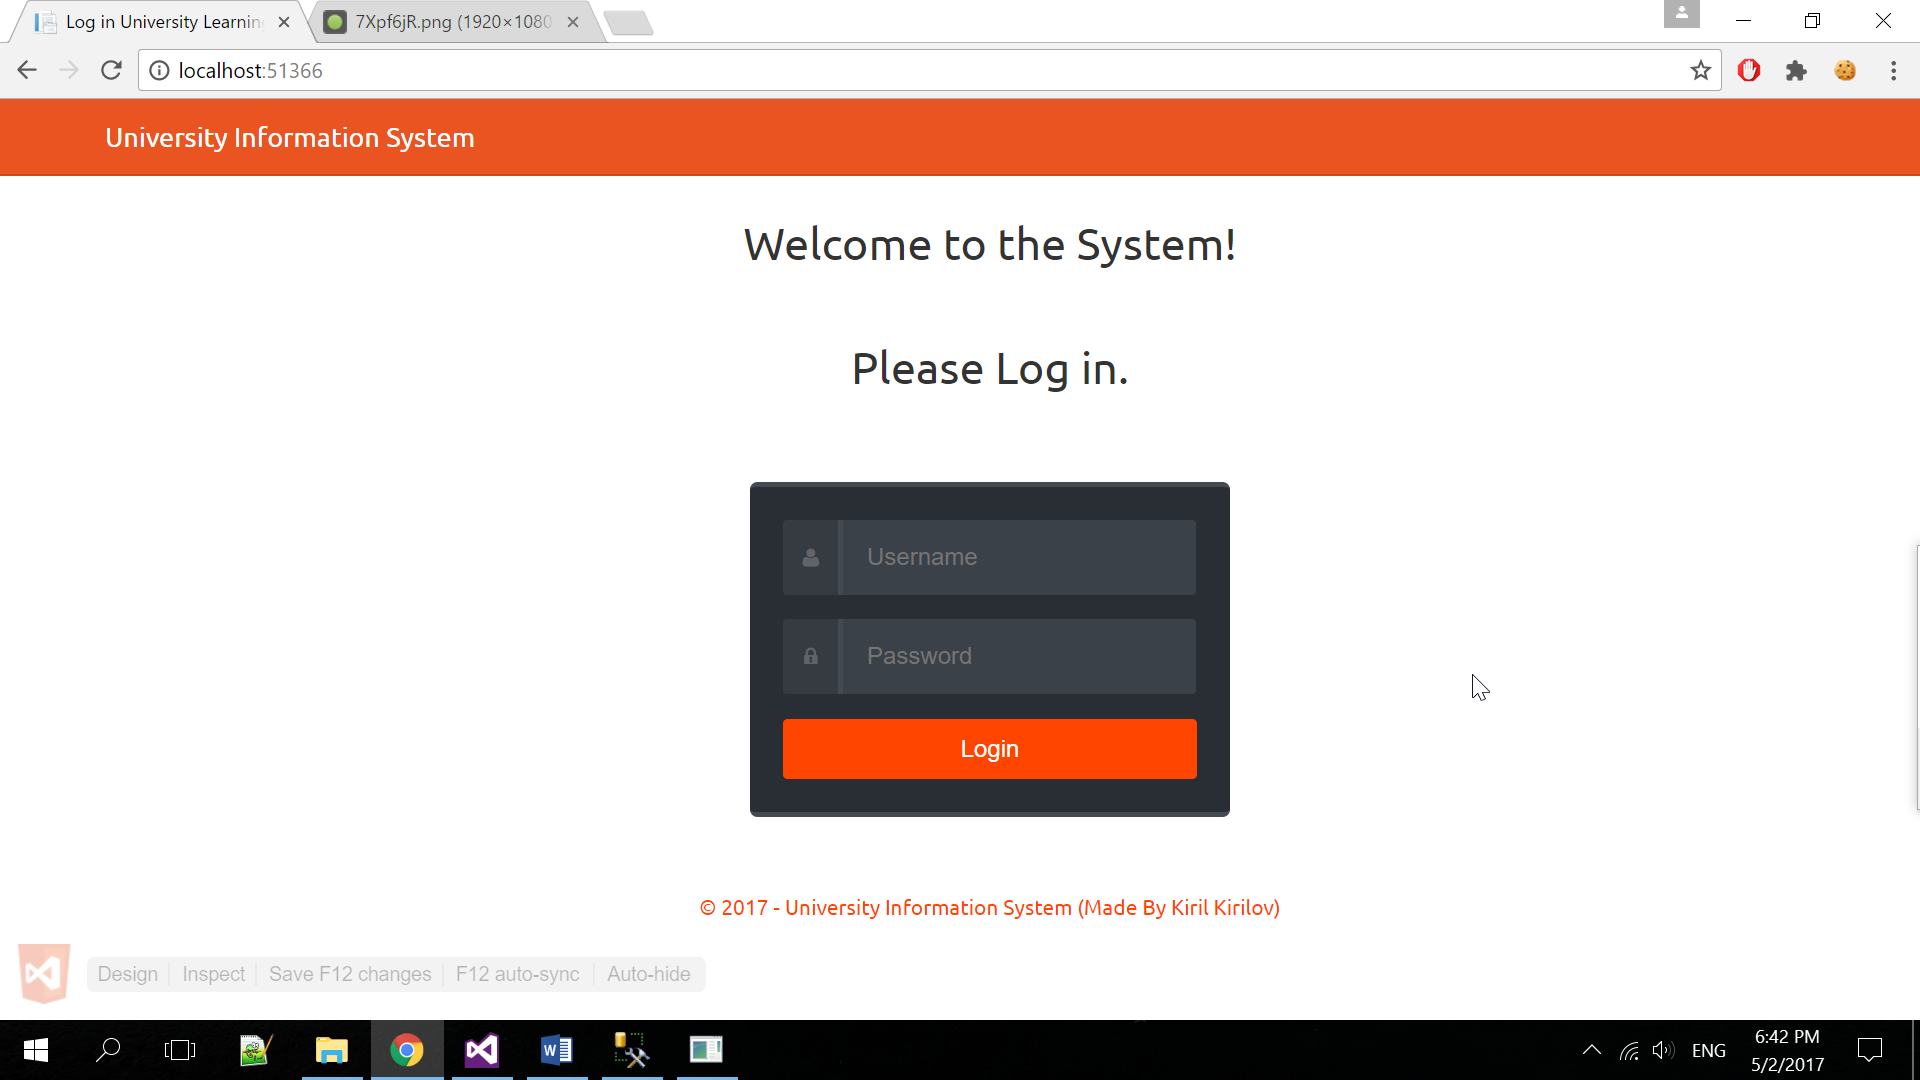 Log in University Learnin
7Xpf6jR.png (1920×1080
localhost:51366
University Information System
Welcome to the System!
Please Log in.
Username
Password
Login
© 2017 - University Information System (Made By Kiril Kirilov)
Design Inspect Save F12 changes F12 auto-sync Auto-hide
ENG
6:42 PM
5/2/2017